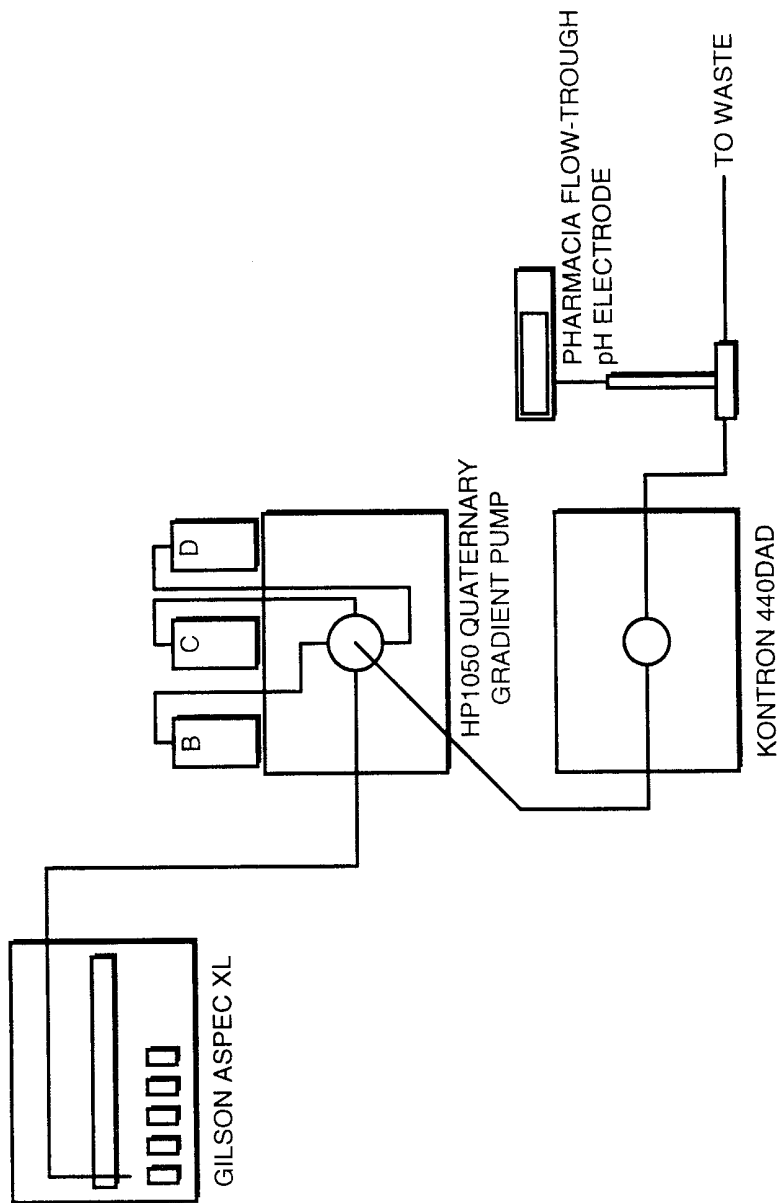 GILSON ASPEC XL
B
C
D
HP1050 QUATERNARY
GRADIENT PUMP
KONTRON 440DAD
PHARMACIA FLOW-TROUGH
pH ELECTRODE
TO WASTE